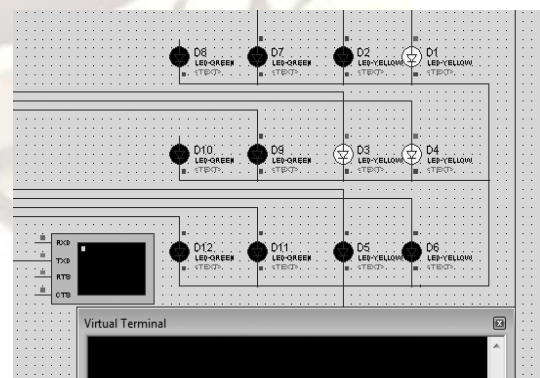 D8
LED-GREEN
<TEXT>
D7
LED-GREEN
<TEXT>
D2
LED-YELLOW
<TEXT>
D1
LED-YELLOW
<TEXT>
D10
LED-GREEN
<TEXT>
D9
LED-GREEN
<TEXT>
D3
LED-YELLOW
<TEXT>
D4
LED-YELLOW
<TEXT>
D12
LED-GREEN
<TEXT>
D11
LED-GREEN
<TEXT>
D5
LED-YELLOW
<TEXT>
D6
LED-YELLOW
<TEXT>
RXD
TXD
RTS
CTS
Virtual Terminal